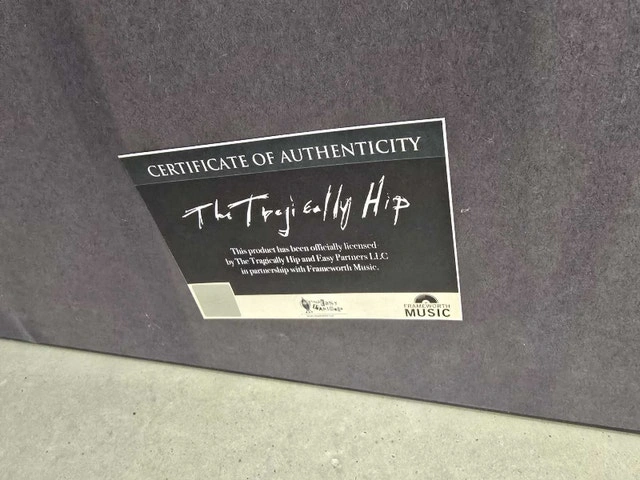 CERTIFICATE OF AUTHENTICITY
The Tragically Hip
This product has been officially licensed
by The Tragically Hip and Easy Partners LLC
in partnership with Frameworth Music.
FRAMEWORTH
MUSIC